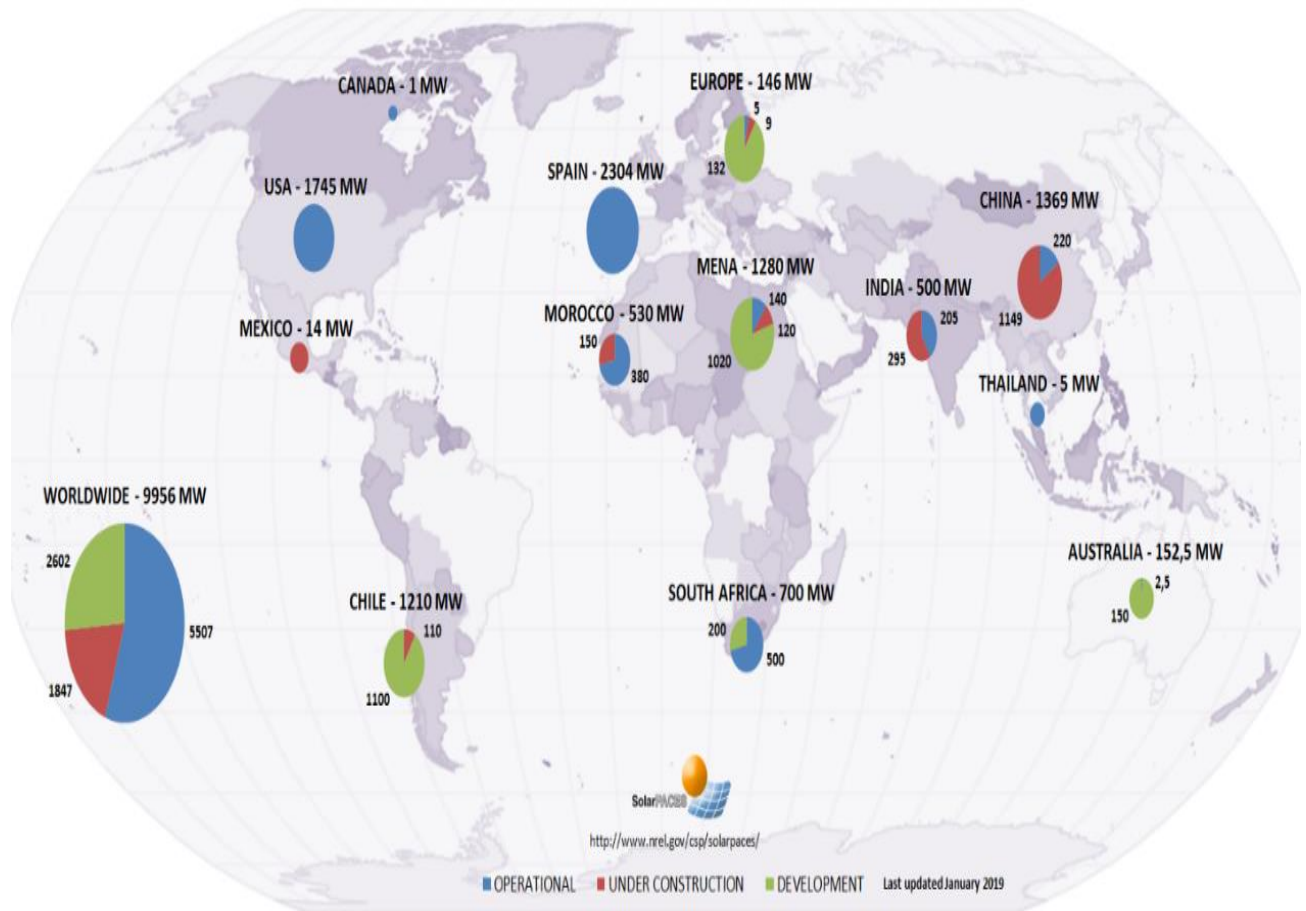 CANADA - 1 MW
EUROPE - 146 MW
5
9
132
USA - 1745 MW
SPAIN - 2304 MW
CHINA - 1369 MW
220
1149
MENA - 1280 MW
140
120
1020
INDIA - 500 MW
205
295
MEXICO - 14 MW
MOROCCO - 530 MW
150
380
THAILAND - 5 MW
WORLDWIDE - 9956 MW
2602
5507
1847
AUSTRALIA - 152,5 MW
2,5
150
CHILE - 1210 MW
110
1100
SOUTH AFRICA - 700 MW
200
500
SolarPACES
http://www.nrel.gov/csp/solarpaces/
OPERATIONAL UNDER CONSTRUCTION DEVELOPMENT Last updated January 2019